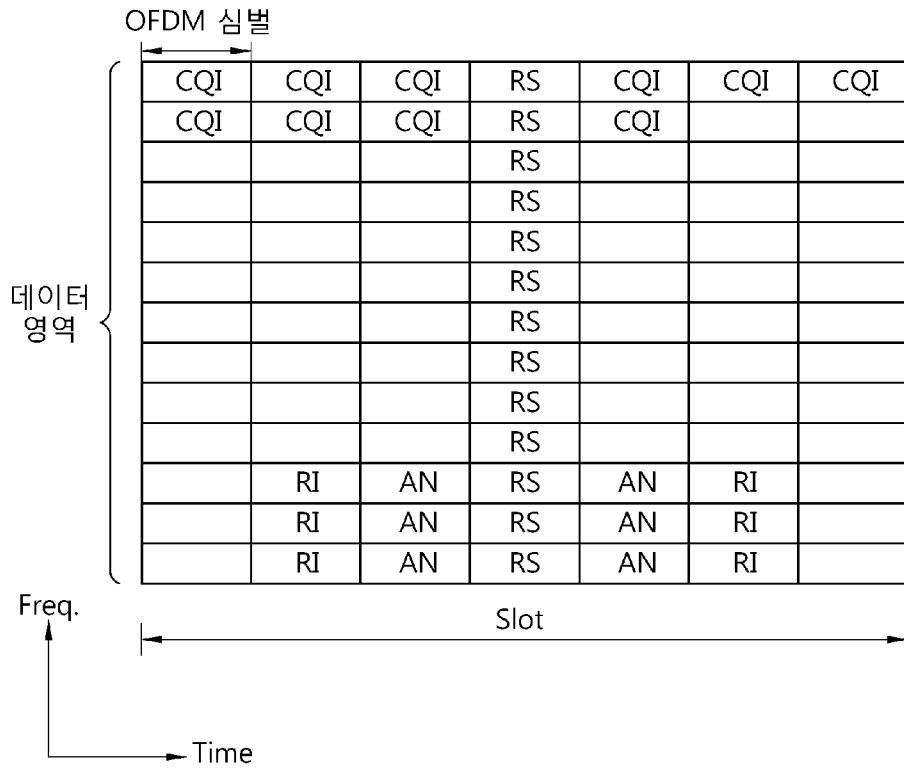 OFDM 심벌
CQI CQI CQI RS CQI CQI CQI
CQI CQI CQI RS CQI
RS
RS
RS
RS
RS
데이터
영역
RS
RS
RS
RI AN RS AN RI
RI AN RS AN RI
RI AN RS AN RI
Freq.
Slot
Time